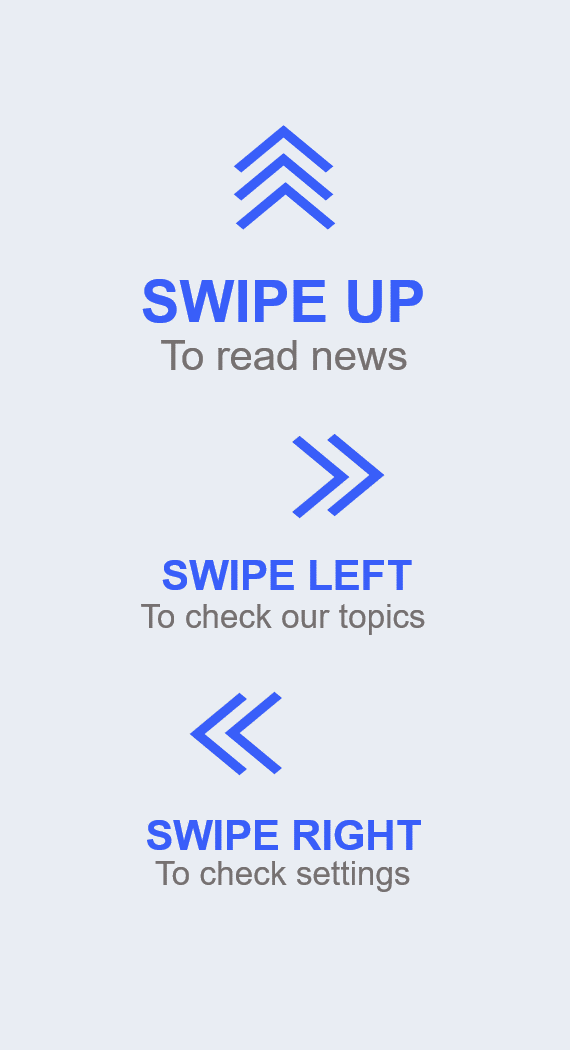 SWIPE UP
To read news
SWIPE LEFT
To check our topics
SWIPE RIGHT
To check settings